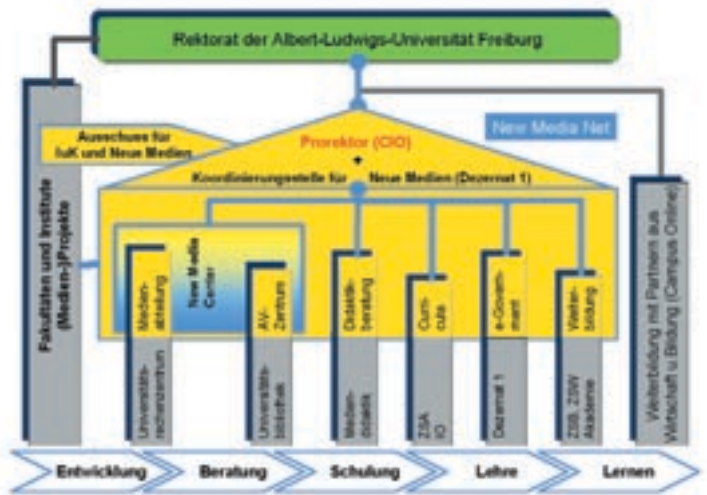 Rektorat der Albert-Ludwigs-Universität Freiburg
New Media Net
Ausschuss für
IuK und Neue Medien
Prorektor (CIO)
+
Koordinierungsstelle für Neue Medien (Dezernat 1)
Fakultäten und Institute
(Medien-)Projekte
Medien-
abteilung
Universitäts-
rechenzentrum
New Media
Center
AV-
Zentrum
Universitäts-
bibliothek
Didaktik-
beratung
Medien-
didaktik
Curri-
cula
ZSA
IO
e-Govern-
ment
Dezernat 1
Weiter-
bildung
ZSB, ZSW
Akademie
Weiterbildung mit Partnern aus
Wirtschaft u. Bildung (Campus Online)
Entwicklung
Beratung
Schulung
Lehre
Lernen